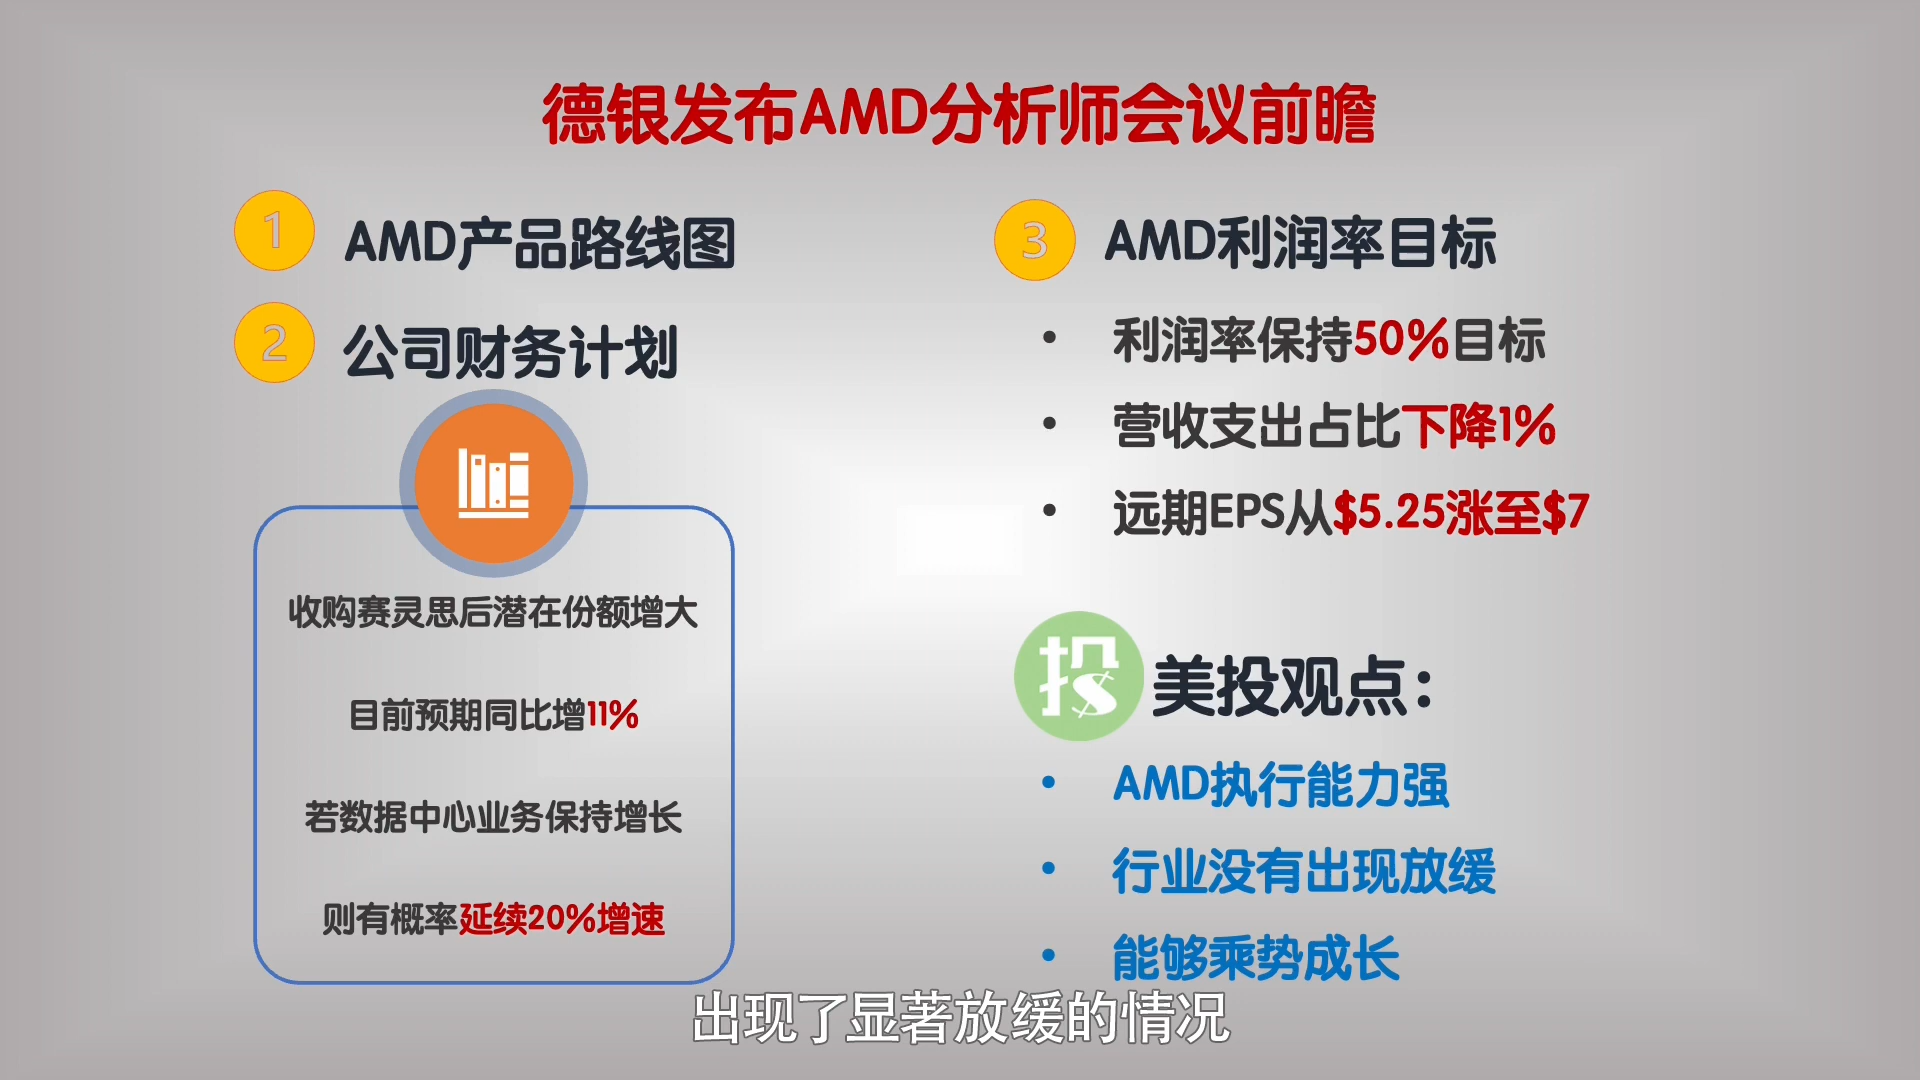 德银发布AMD分析师会议前瞻
1
AMD产品路线图
2
公司财务计划
收购赛灵思后潜在份额增大
目前预期同比增11%
若数据中心业务保持增长
则有概率延续20%增速
3
AMD利润率目标
• 利润率保持50%目标
• 营收支出占比下降1%
• 远期EPS从$5.25涨至$7
投
美投观点：
• AMD执行能力强
• 行业没有出现放缓
• 能够乘势成长
出现了显著放缓的情况